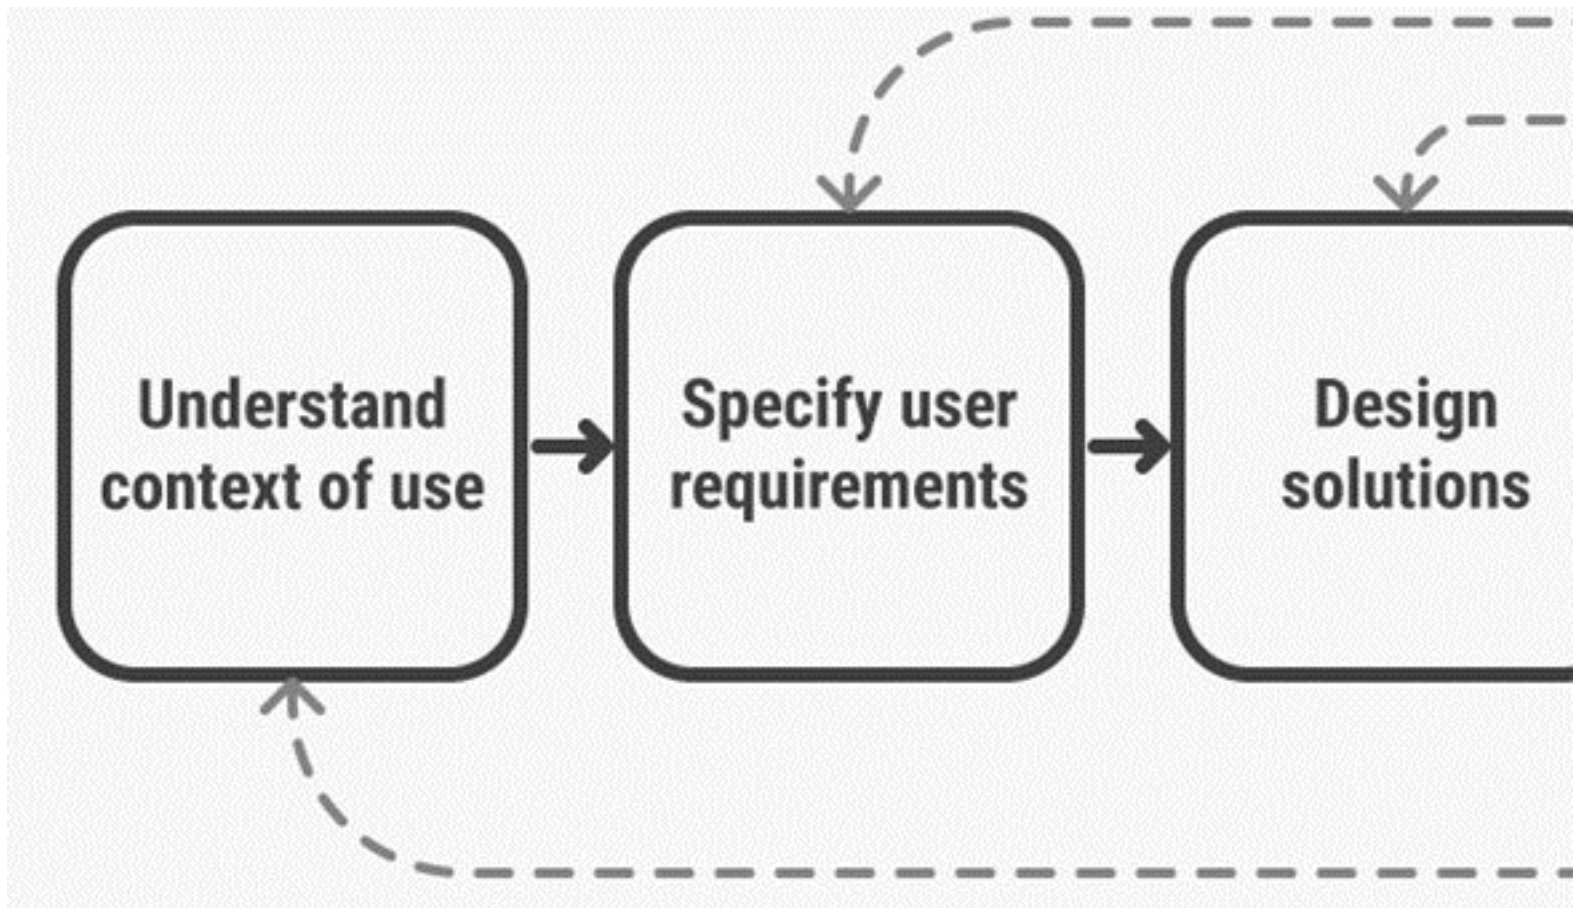 Understand
context of use
Specify user
requirements
Design
solutions